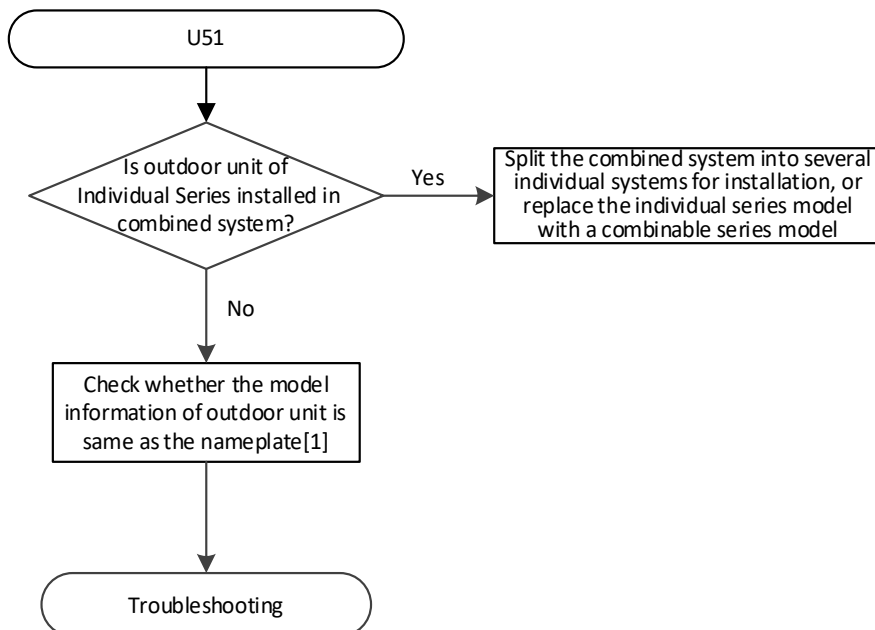 U51
Is outdoor unit of
Individual Series installed in
combined system?
Yes
Split the combined system into several
individual systems for installation, or
replace the individual series model
with a combinable series model
No
Check whether the model
information of outdoor unit is
same as the nameplate[1]
Troubleshooting